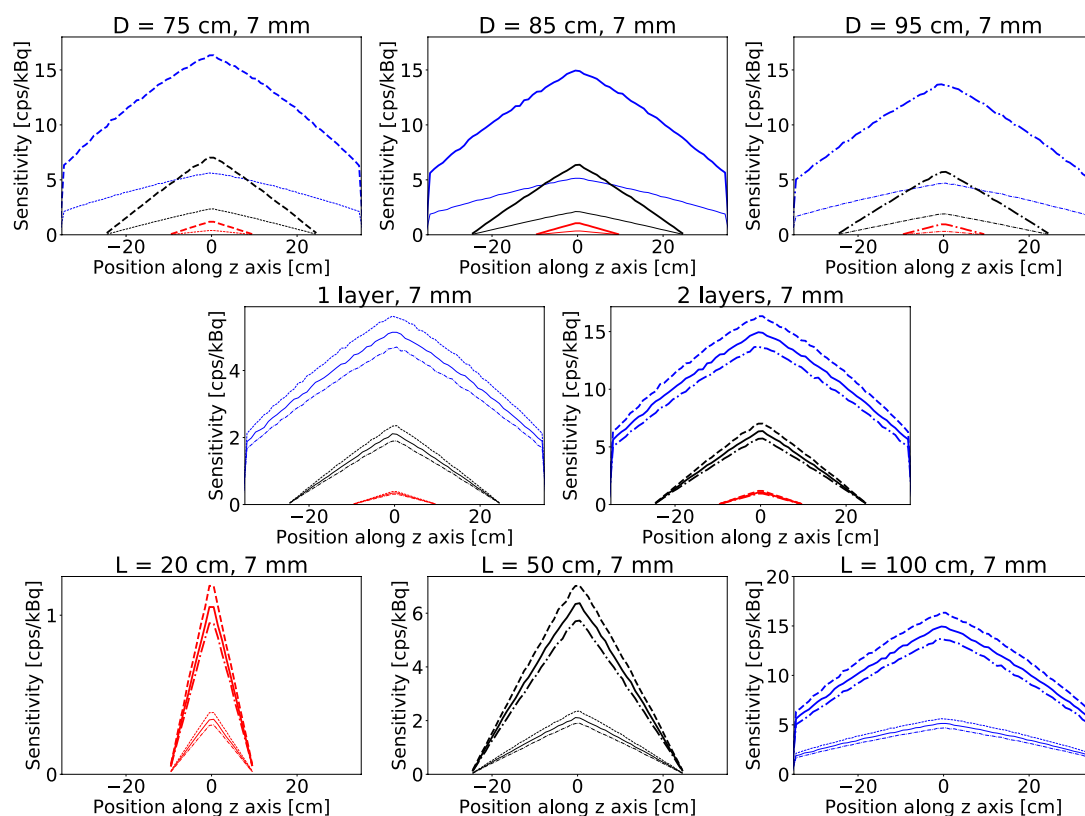 D = 75 cm, 7 mm
D = 85 cm, 7 mm
D = 95 cm, 7 mm
Sensitivity [cps/kBq]
15
10
5
0
−20 0 20
Position along z axis [cm]
Sensitivity [cps/kBq]
15
10
5
0
−20 0 20
Position along z axis [cm]
Sensitivity [cps/kBq]
15
10
5
0
−20 0 20
Position along z axis [cm]
1 layer, 7 mm
2 layers, 7 mm
Sensitivity [cps/kBq]
4
2
0
−20 0 20
Position along z axis [cm]
Sensitivity [cps/kBq]
15
10
5
0
−20 0 20
Position along z axis [cm]
L = 20 cm, 7 mm
L = 50 cm, 7 mm
L = 100 cm, 7 mm
Sensitivity [cps/kBq]
1
0
−20 0 20
Position along z axis [cm]
Sensitivity [cps/kBq]
6
4
2
0
−20 0 20
Position along z axis [cm]
Sensitivity [cps/kBq]
20
15
10
5
0
−20 0 20
Position along z axis [cm]